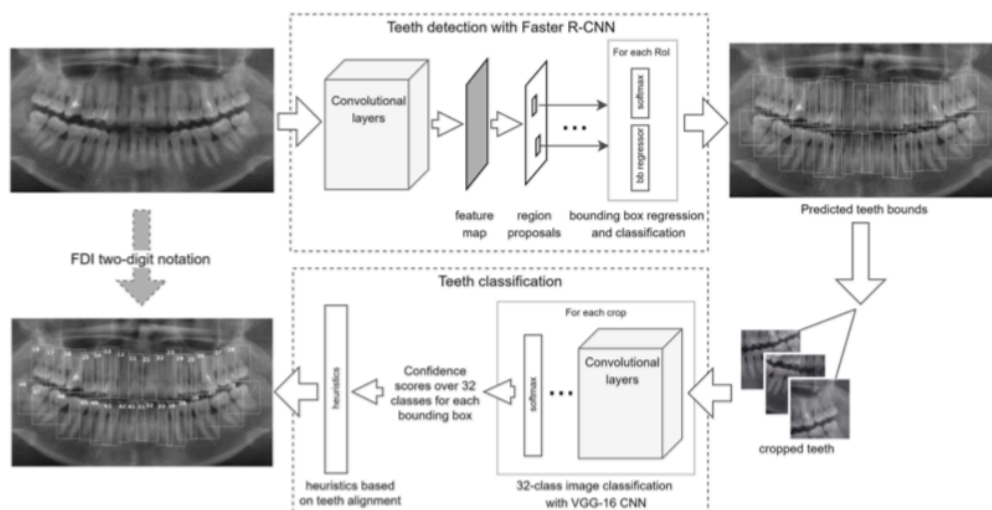 Teeth detection with Faster R-CNN
For each RoI
Convolutional
layers
softmax
bb regressor
feature
map
region
proposals
bounding box regression
and classification
Predicted teeth bounds
FDI two-digit notation
Teeth classification
For each crop
Convolutional
layers
softmax
Confidence
scores over 32
classes for each
bounding box
heuristics
cropped teeth
heuristics based
on teeth alignment
32-class image classification
with VGG-16 CNN